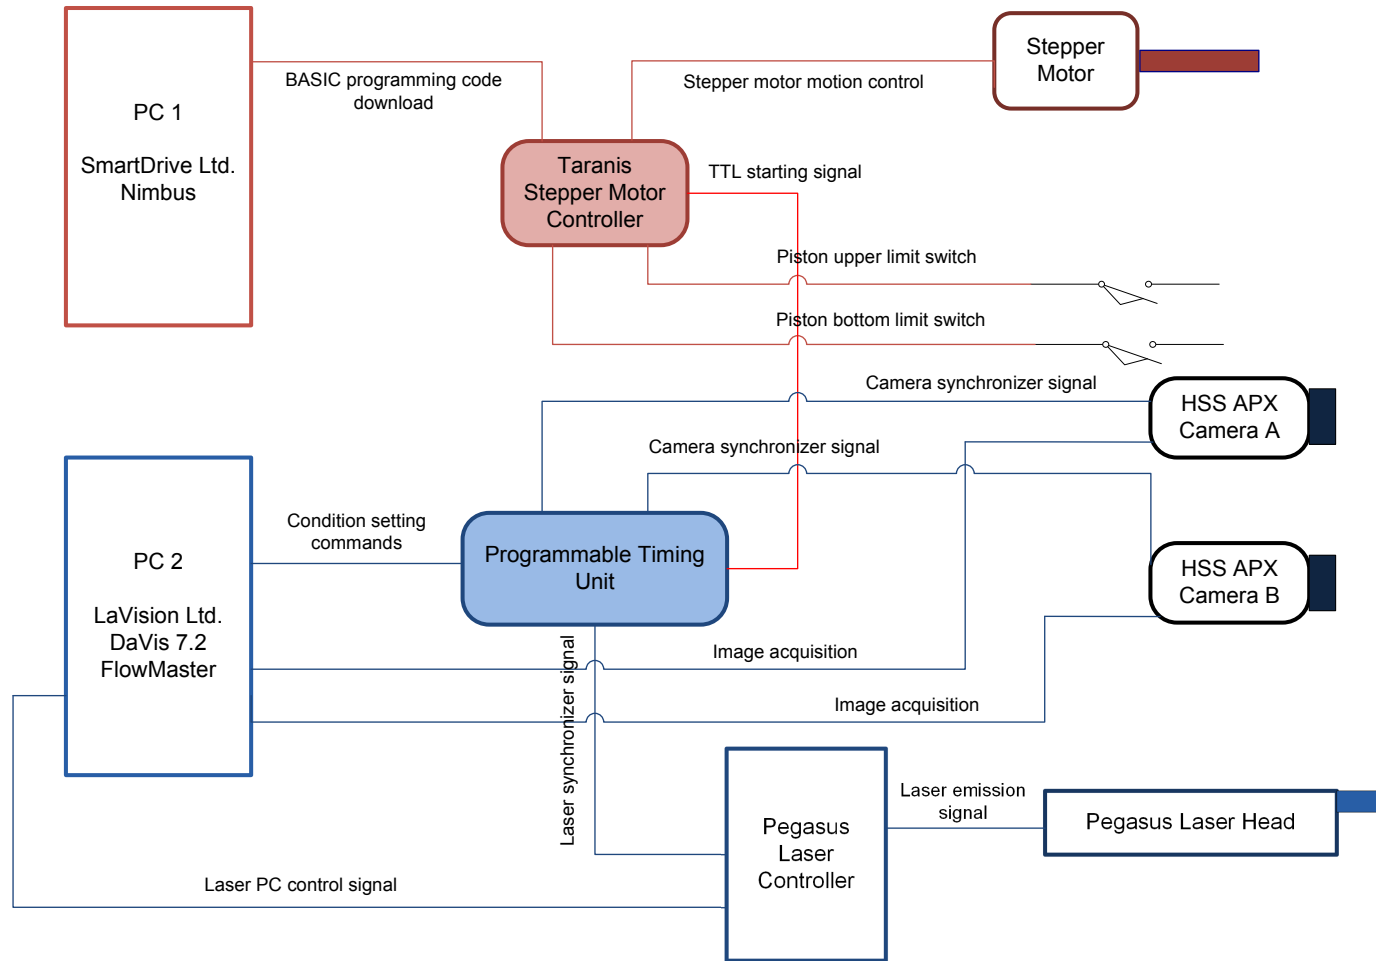 PC 1
SmartDrive Ltd.
Nimbus
BASIC programming code
download
Stepper motor motion control
Stepper
Motor
Taranis
Stepper Motor
Controller
TTL starting signal
Piston upper limit switch
Piston bottom limit switch
Camera synchronizer signal
HSS APX
Camera A
Camera synchronizer signal
PC 2
LaVision Ltd.
DaVis 7.2
FlowMaster
Condition setting
commands
Programmable Timing
Unit
HSS APX
Camera B
Image acquisition
Image acquisition
Laser synchronizer signal
Pegasus
Laser
Controller
Laser emission
signal
Pegasus Laser Head
Laser PC control signal